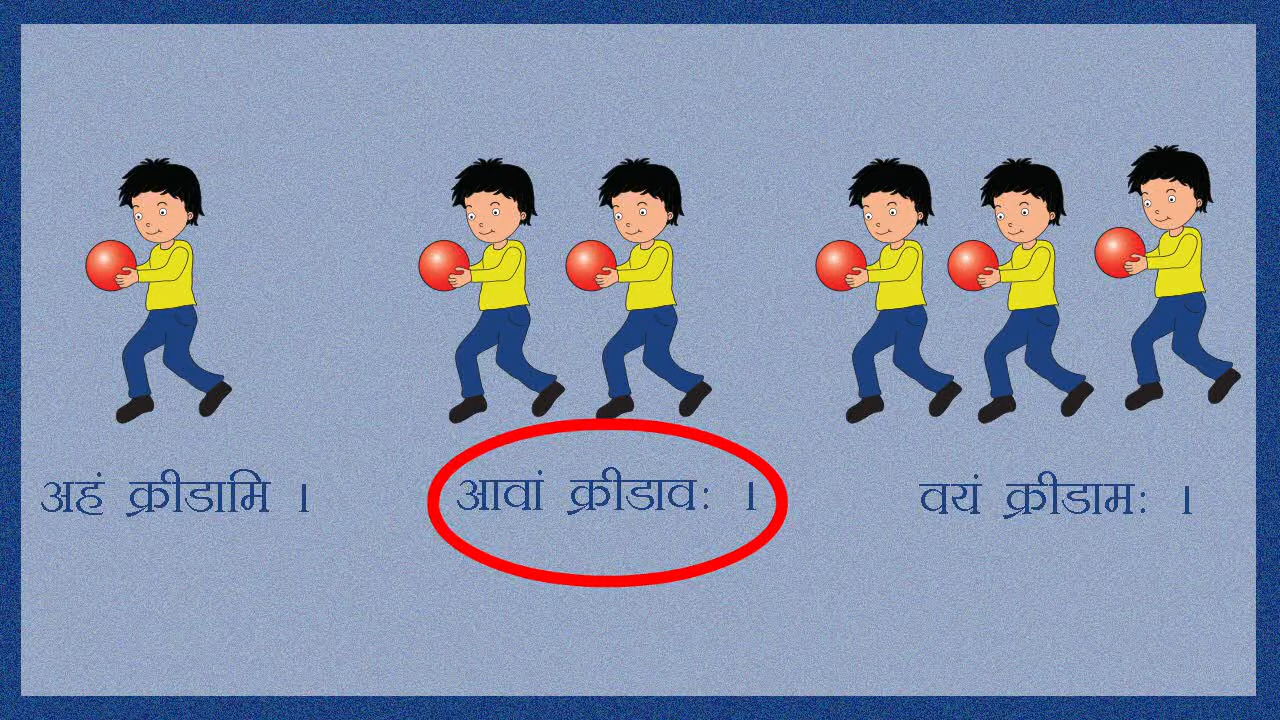 अहं क्रीडामि ।
आवां क्रीडावः ।
वयं क्रीडामः ।